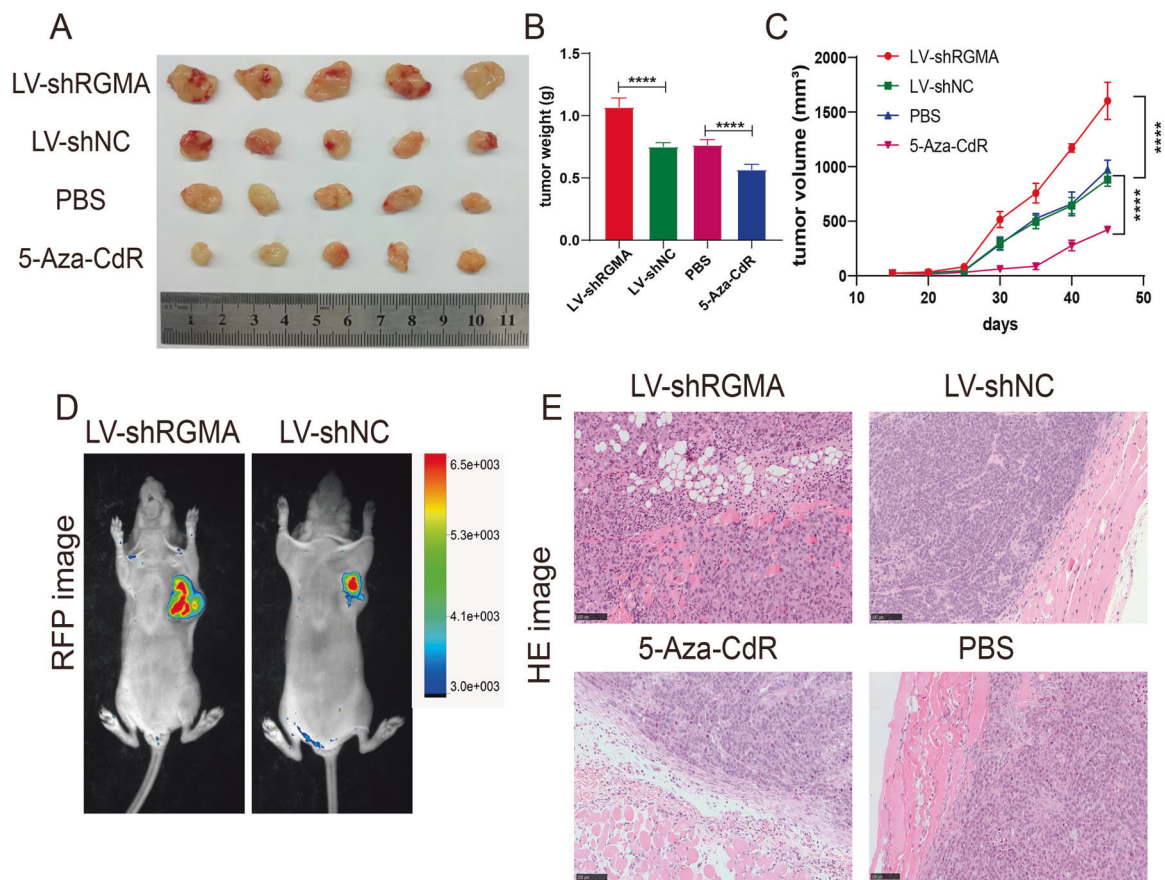 A
LV-shRGMA
LV-shNC
PBS
5-Aza-CdR
1 2 3 4 5 6 7 8 9 10 11
B
tumor weight (g)
1.5
1.0
0.5
0.0
****
****
LV-shRGMA
LV-shNC
PBS
5-Aza-CdR
C
LV-shRGMA
LV-shNC
PBS
5-Aza-CdR
tumor volume (mm³)
2000
1500
1000
500
0
10 20 30 40 50
days
****
****
D
LV-shRGMA LV-shNC
RFP image
6.5e+003
5.3e+003
4.1e+003
3.0e+003
E
HE image
LV-shRGMA LV-shNC
5-Aza-CdR PBS